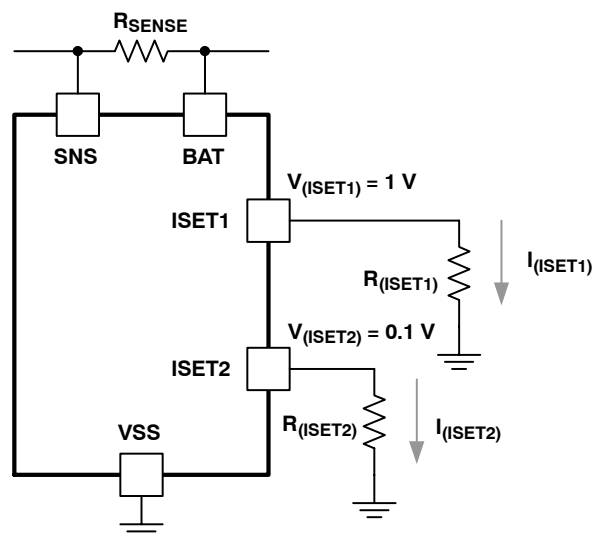 RSENSE
SNS
BAT
V(ISET1) = 1 V
ISET1
R(ISET1)
I(ISET1)
V(ISET2) = 0.1 V
ISET2
R(ISET2)
I(ISET2)
VSS